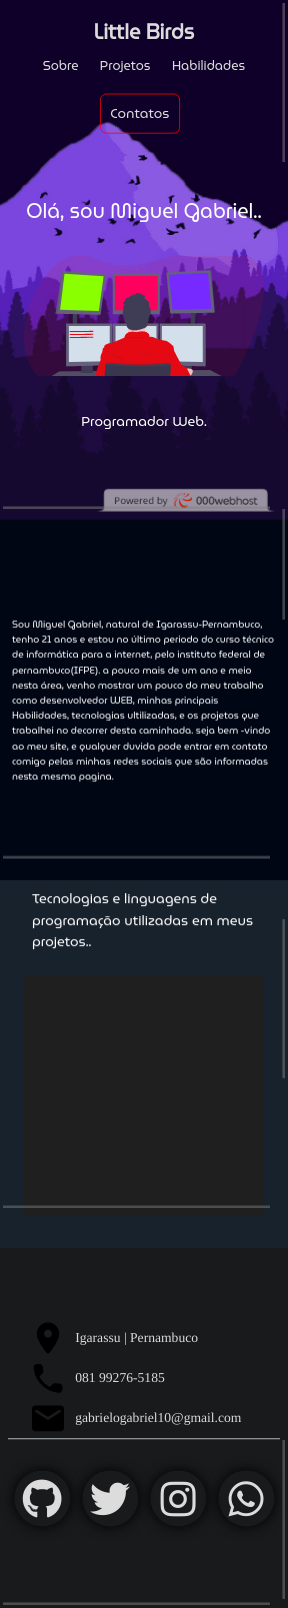 Little Birds
Sobre Projetos Habilidades
Contatos
Olá, sou Miguel Gabriel..
Programador Web.
Powered by 000webhost
Sou Miguel Gabriel, natural de Igarassu-Pernambuco,
tenho 21 anos e estou no último periodo do curso técnico
de informática para a internet, pelo instituto federal de
pernambuco(IFPE). a pouco mais de um ano e meio
nesta área, venho mostrar um pouco do meu trabalho
como desenvolvedor WEB, minhas principais
Habilidades, tecnologias ultilizadas, e os projetos que
trabalhei no decorrer desta caminhada. seja bem -vindo
ao meu site, e qualquer duvida pode entrar em contato
comigo pelas minhas redes sociais que são informadas
nesta mesma pagina.
Tecnologias e linguagens de
programação utilizadas em meus
projetos..
Igarassu | Pernambuco
081 99276-5185
gabrielogabriel10@gmail.com